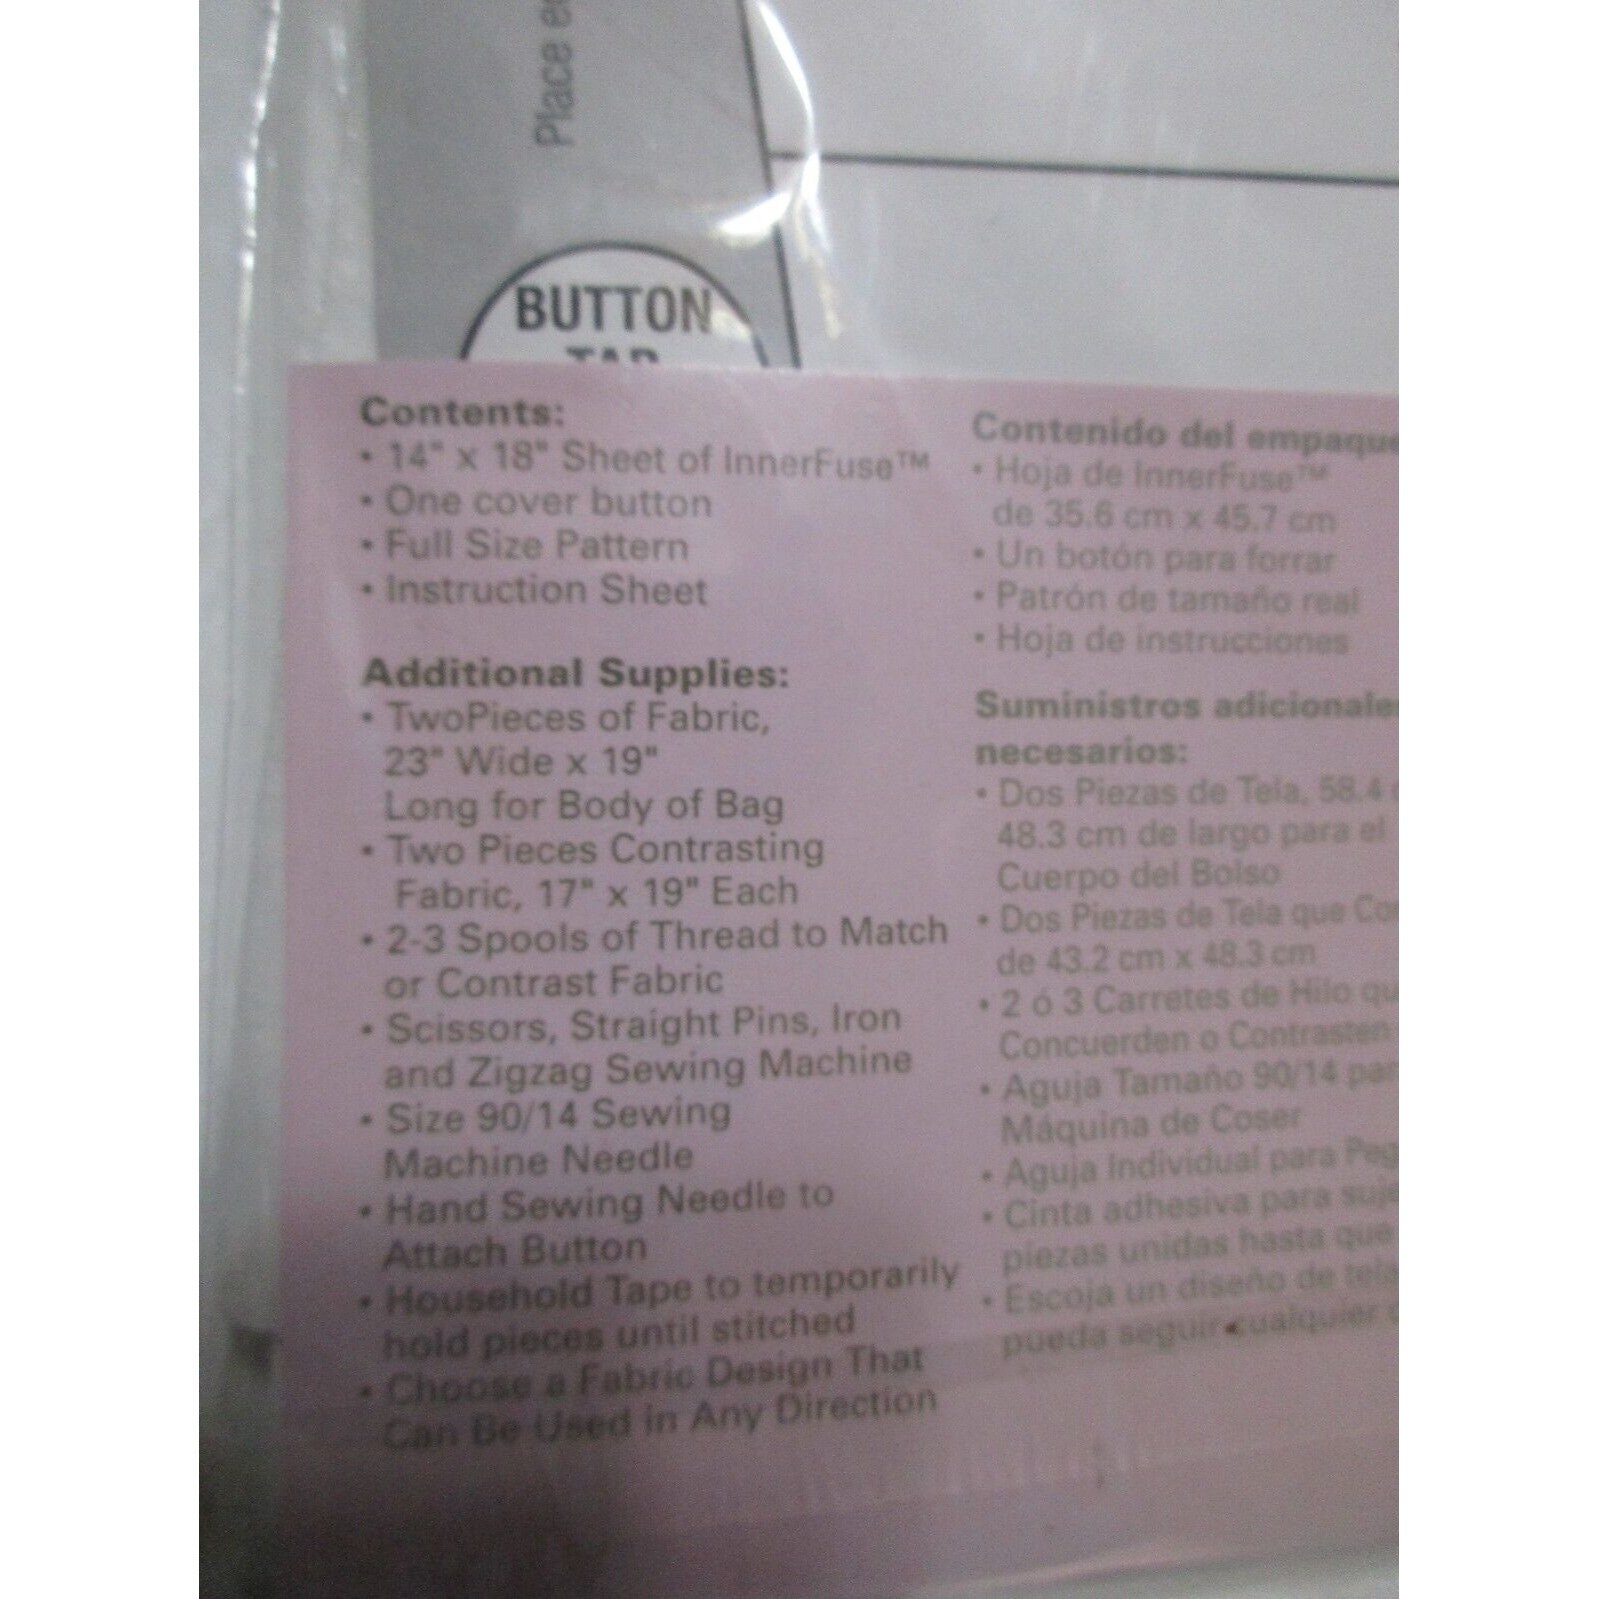 Place
BUTTON
TAB
Contents:
• 14" x 18" Sheet of InnerFuse™
• One cover button
• Full Size Pattern
• Instruction Sheet
Additional Supplies:
• TwoPieces of Fabric,
23" Wide x 19"
Long for Body of Bag
• Two Pieces Contrasting
Fabric, 17" x 19" Each
• 2-3 Spools of Thread to Match
or Contrast Fabric
• Scissors, Straight Pins, Iron
and Zigzag Sewing Machine
• Size 90/14 Sewing
Machine Needle
• Hand Sewing Needle to
Attach Button
• Household Tape to temporarily
hold pieces until stitched
• Choose a Fabric Design That
Can Be Used in Any Direction
Contenido del empaque
• Hoja de InnerFuse™
de 35.6 cm x 45.7 cm
• Un botón para forrar
• Patrón de tamaño real
• Hoja de instrucciones
Suministros adicionales
necesarios:
• Dos Piezas de Tela, 58.4
48.3 cm de largo para el
Cuerpo del Bolso
• Dos Piezas de Tela que
de 43.2 cm x 48.3 cm
• 2 ó 3 Carretes de Hilo
Concuerden o Contrasten
• Aguja Tamaño 90/14
Máquina de Coser
• Aguja Individual para
• Cinta adhesiva para
piezas unidas hasta que
• Escoja un diseño de tela
pueda seguir cualquier